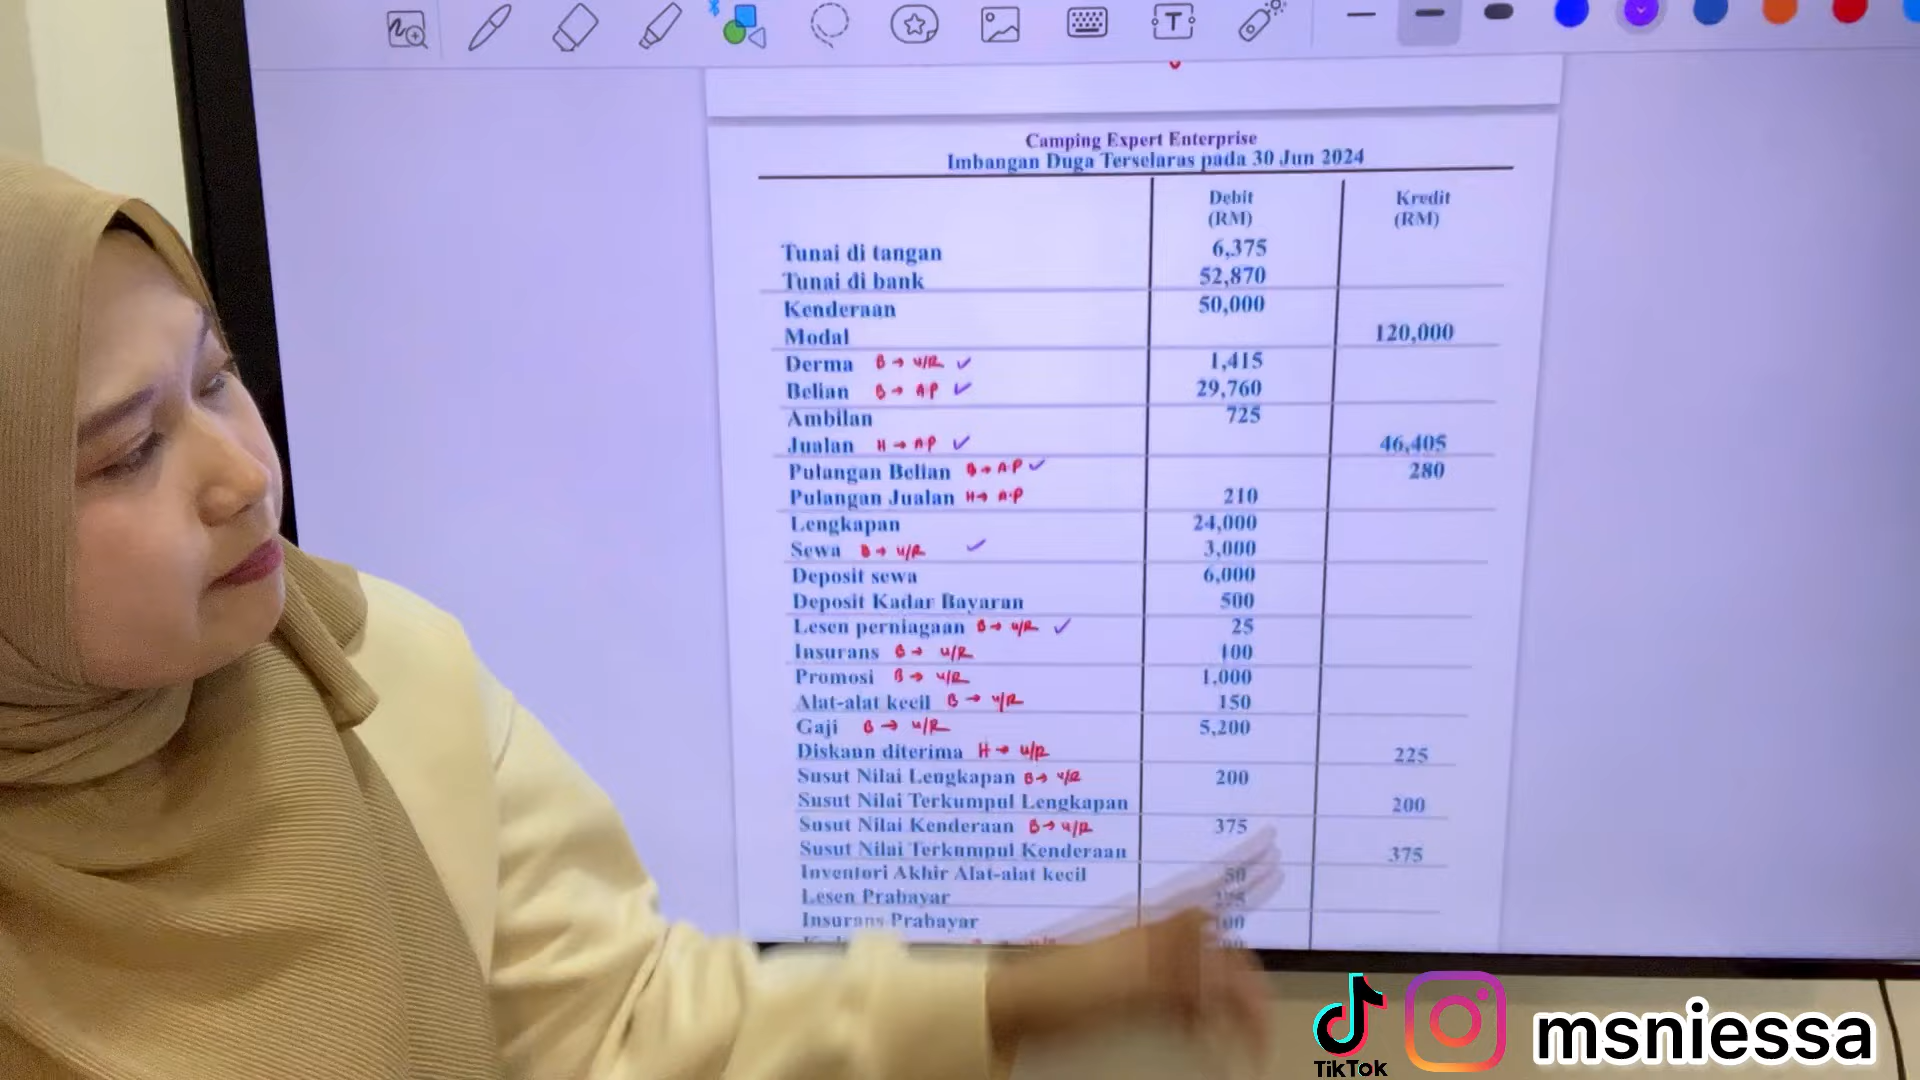 Camping Expert Enterprise
Imbangan Duga Terselaras pada 30 Jun 2024
Debit (RM) Kredit (RM)
Tunai di tangan 6,375
Tunai di bank 52,870
Kenderaan 50,000
Modal 120,000
Derma B → U/R ✓ 1,415
Belian B → A.P ✓ 29,760
Ambilan 725
Jualan H → A.P ✓ 46,405
Pulangan Belian B → A.P ✓ 280
Pulangan Jualan H → A.P 210
Lengkapan 24,000
Sewa B → U/R ✓ 3,000
Deposit sewa 6,000
Deposit Kadar Bayaran 500
Lesen perniagaan B → U/R ✓ 25
Insurans B → U/R 100
Promosi B → U/R 1,000
Alat-alat kecil B → U/R 150
Gaji B → U/R 5,200
Diskaun diterima H → U/R 225
Susut Nilai Lengkapan B → U/R 200
Susut Nilai Terkumpul Lengkapan 200
Susut Nilai Kenderaan B → U/R 375
Susut Nilai Terkumpul Kenderaan 375
Inventori Akhir Alat-alat kecil 50
Lesen Prabayar
Insurans Prabayar
TikTok
msniessa